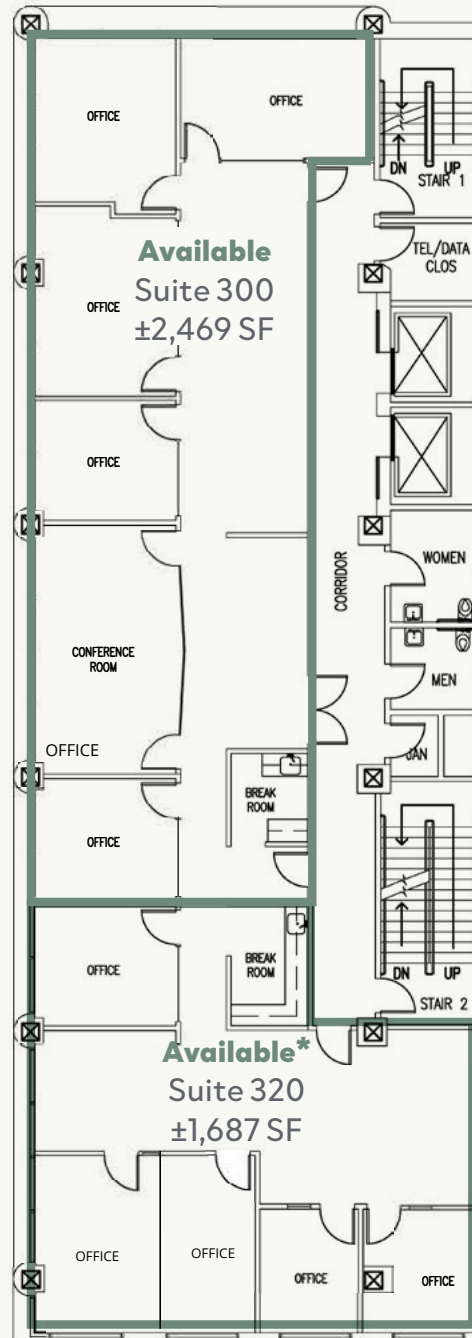 OFFICE
OFFICE
DN UP
STAIR 1
TEL/DATA
CLOS
Available
Suite 300
±2,469 SF
OFFICE
OFFICE
CORRIDOR
WOMEN
CONFERENCE
ROOM
MEN
OFFICE
JAN
BREAK
ROOM
OFFICE
BREAK
ROOM
OFFICE
DN UP
STAIR 2
Available*
Suite 320
±1,687 SF
OFFICE
OFFICE
OFFICE
OFFICE